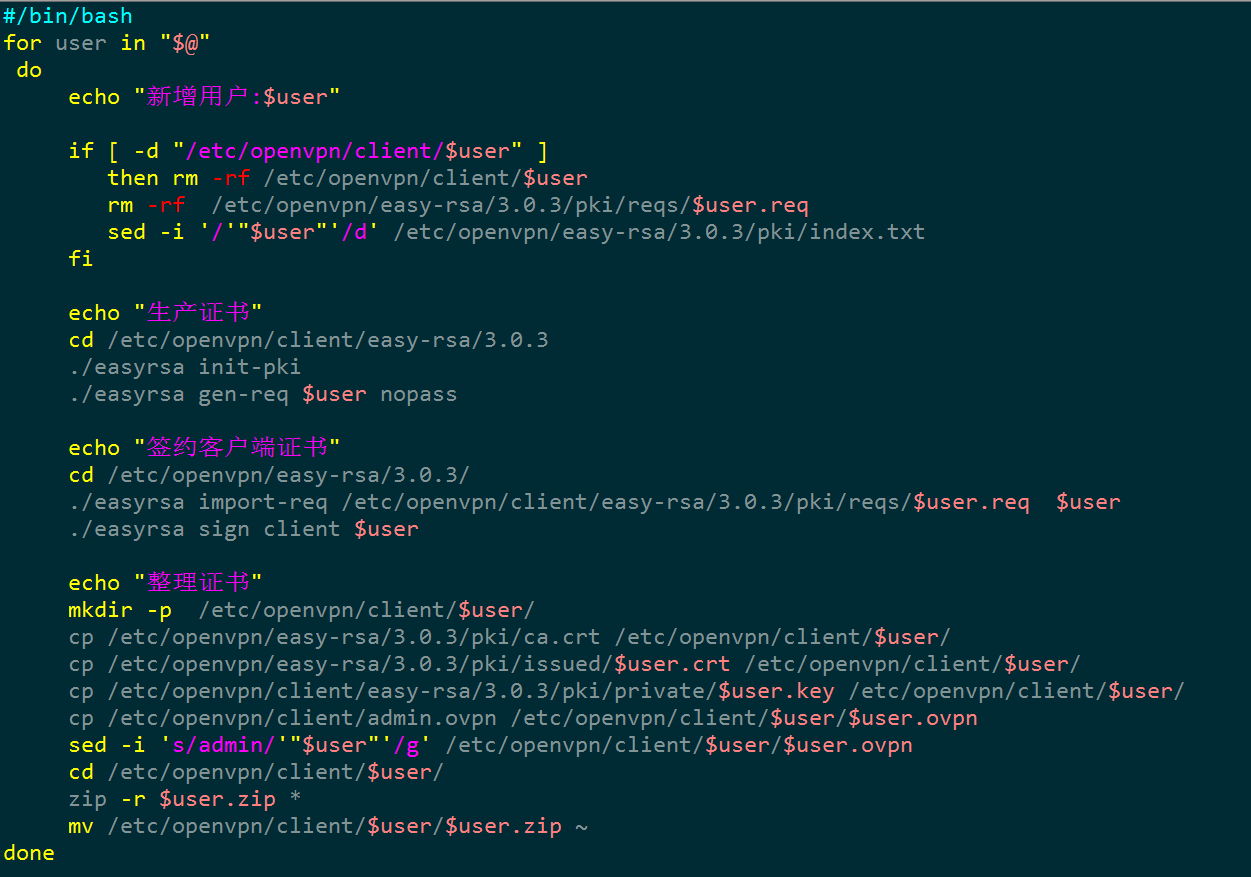 #/bin/bash
for user in "$@"
 do
     echo "新增用户:$user"
     if [ -d "/etc/openvpn/client/$user" ]
        then rm -rf /etc/openvpn/client/$user
        rm -rf  /etc/openvpn/easy-rsa/3.0.3/pki/reqs/$user.req
        sed -i '/'"$user"'/d' /etc/openvpn/easy-rsa/3.0.3/pki/index.txt
     fi
     echo "生产证书"
     cd /etc/openvpn/client/easy-rsa/3.0.3
     ./easyrsa init-pki
     ./easyrsa gen-req $user nopass
     echo "签约客户端证书"
     cd /etc/openvpn/easy-rsa/3.0.3/
     ./easyrsa import-req /etc/openvpn/client/easy-rsa/3.0.3/pki/reqs/$user.req  $user
     ./easyrsa sign client $user
     echo "整理证书"
     mkdir -p  /etc/openvpn/client/$user/
     cp /etc/openvpn/easy-rsa/3.0.3/pki/ca.crt /etc/openvpn/client/$user/
     cp /etc/openvpn/easy-rsa/3.0.3/pki/issued/$user.crt /etc/openvpn/client/$user/
     cp /etc/openvpn/client/easy-rsa/3.0.3/pki/private/$user.key /etc/openvpn/client/$user/
     cp /etc/openvpn/client/admin.ovpn /etc/openvpn/client/$user/$user.ovpn
     sed -i 's/admin/'"$user"'/g' /etc/openvpn/client/$user/$user.ovpn
     cd /etc/openvpn/client/$user/
     zip -r $user.zip *
     mv /etc/openvpn/client/$user/$user.zip ~
done